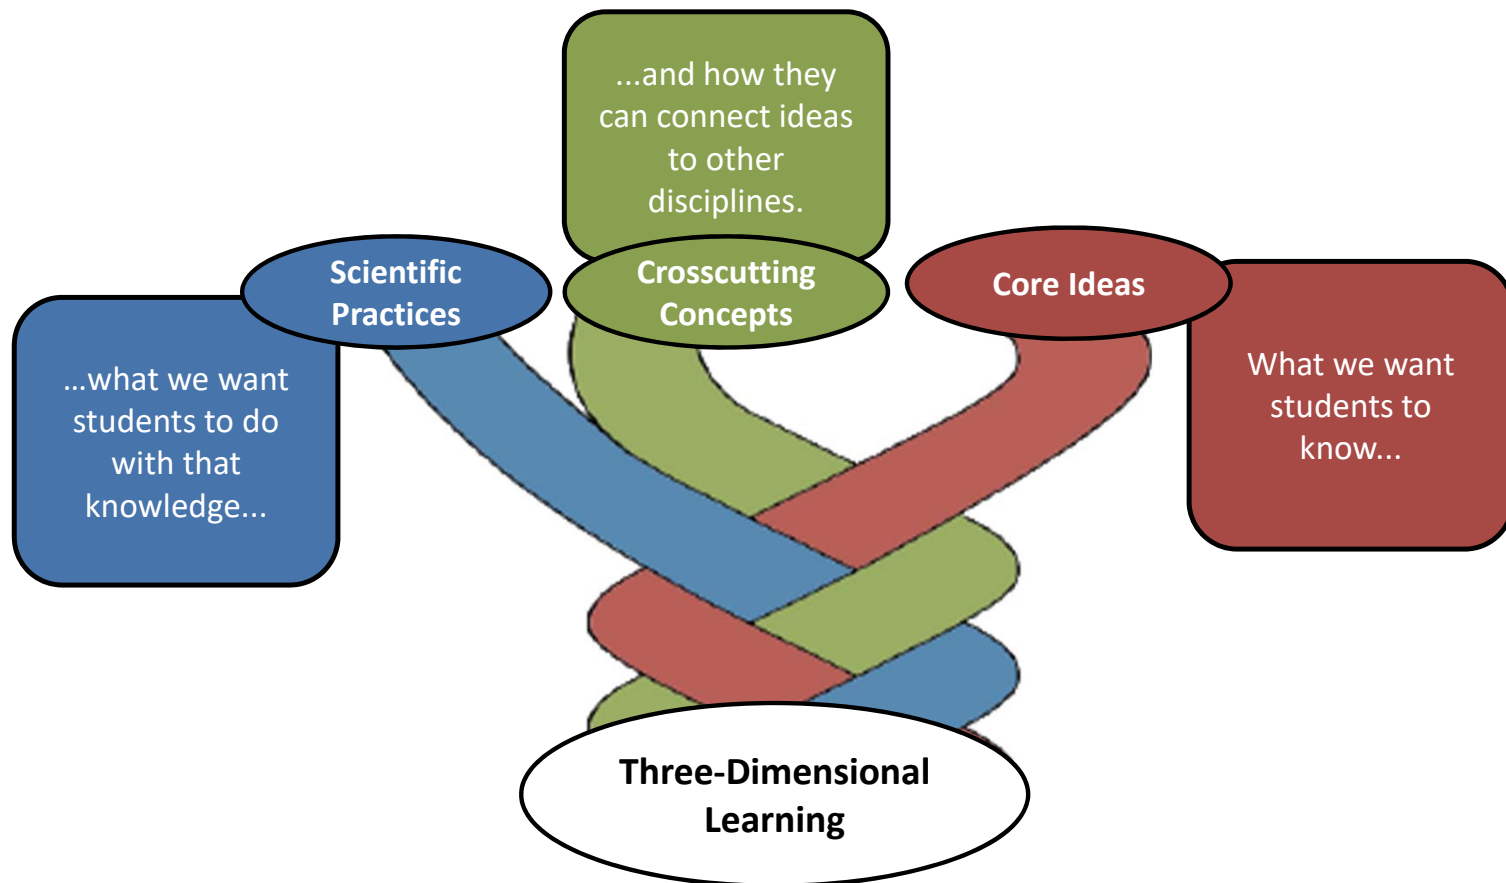 ...and how they
can connect ideas
to other
disciplines.
Scientific
Practices
Crosscutting
Concepts
Core Ideas
…what we want
students to do
with that
knowledge...
What we want
students to
know...
Three-Dimensional
Learning